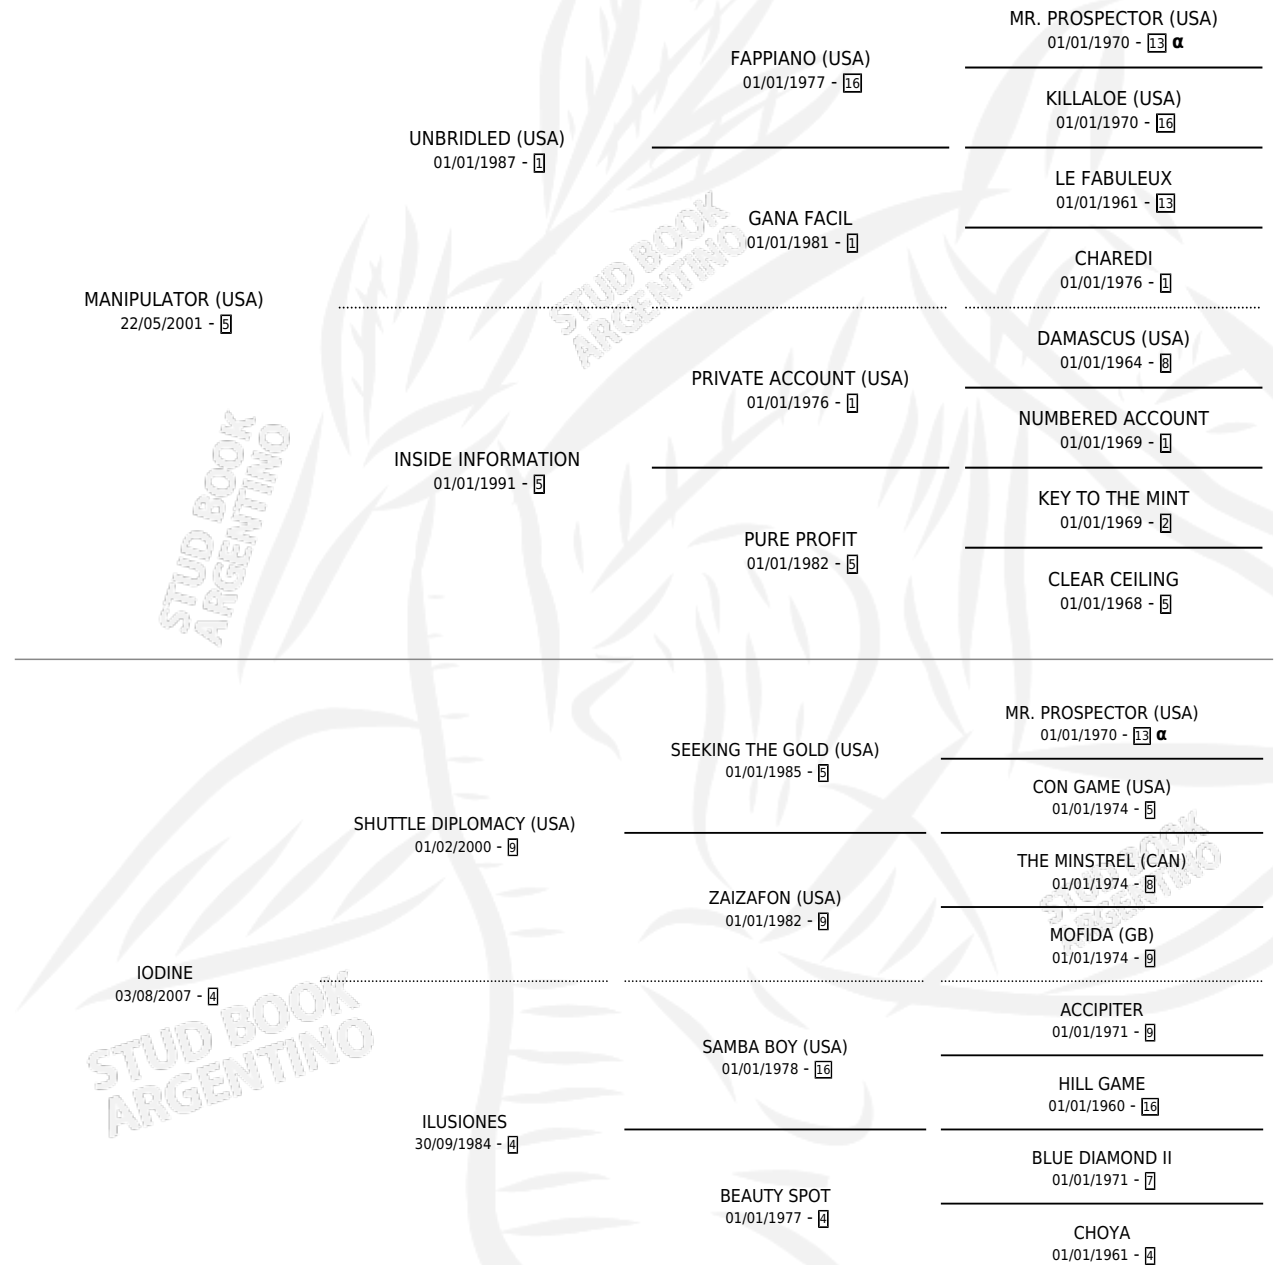 MR. PROSPECTOR (USA)
01/01/1970 - 13 α
FAPPIANO (USA)
01/01/1977 - 16
KILLALOE (USA)
01/01/1970 - 16
UNBRIDLED (USA)
01/01/1987 - 1
LE FABULEUX
01/01/1961 - 13
GANA FACIL
01/01/1981 - 1
CHAREDI
01/01/1976 - 1
MANIPULATOR (USA)
22/05/2001 - 5
DAMASCUS (USA)
01/01/1964 - 8
PRIVATE ACCOUNT (USA)
01/01/1976 - 1
NUMBERED ACCOUNT
01/01/1969 - 1
INSIDE INFORMATION
01/01/1991 - 5
KEY TO THE MINT
01/01/1969 - 2
PURE PROFIT
01/01/1982 - 5
CLEAR CEILING
01/01/1968 - 5
MR. PROSPECTOR (USA)
01/01/1970 - 13 α
SEEKING THE GOLD (USA)
01/01/1985 - 5
CON GAME (USA)
01/01/1974 - 5
SHUTTLE DIPLOMACY (USA)
01/02/2000 - 9
THE MINSTREL (CAN)
01/01/1974 - 8
ZAIZAFON (USA)
01/01/1982 - 9
MOFIDA (GB)
01/01/1974 - 9
IODINE
03/08/2007 - 4
ACCIPITER
01/01/1971 - 9
SAMBA BOY (USA)
01/01/1978 - 16
HILL GAME
01/01/1960 - 16
ILUSIONES
30/09/1984 - 4
BLUE DIAMOND II
01/01/1971 - 7
BEAUTY SPOT
01/01/1977 - 4
CHOYA
01/01/1961 - 4
STUD BOOK
ARGENTINO
STUD BOOK
ARGENTINO
STUD BOOK
ARGENTINO
STUD BOOK
ARGENTINO